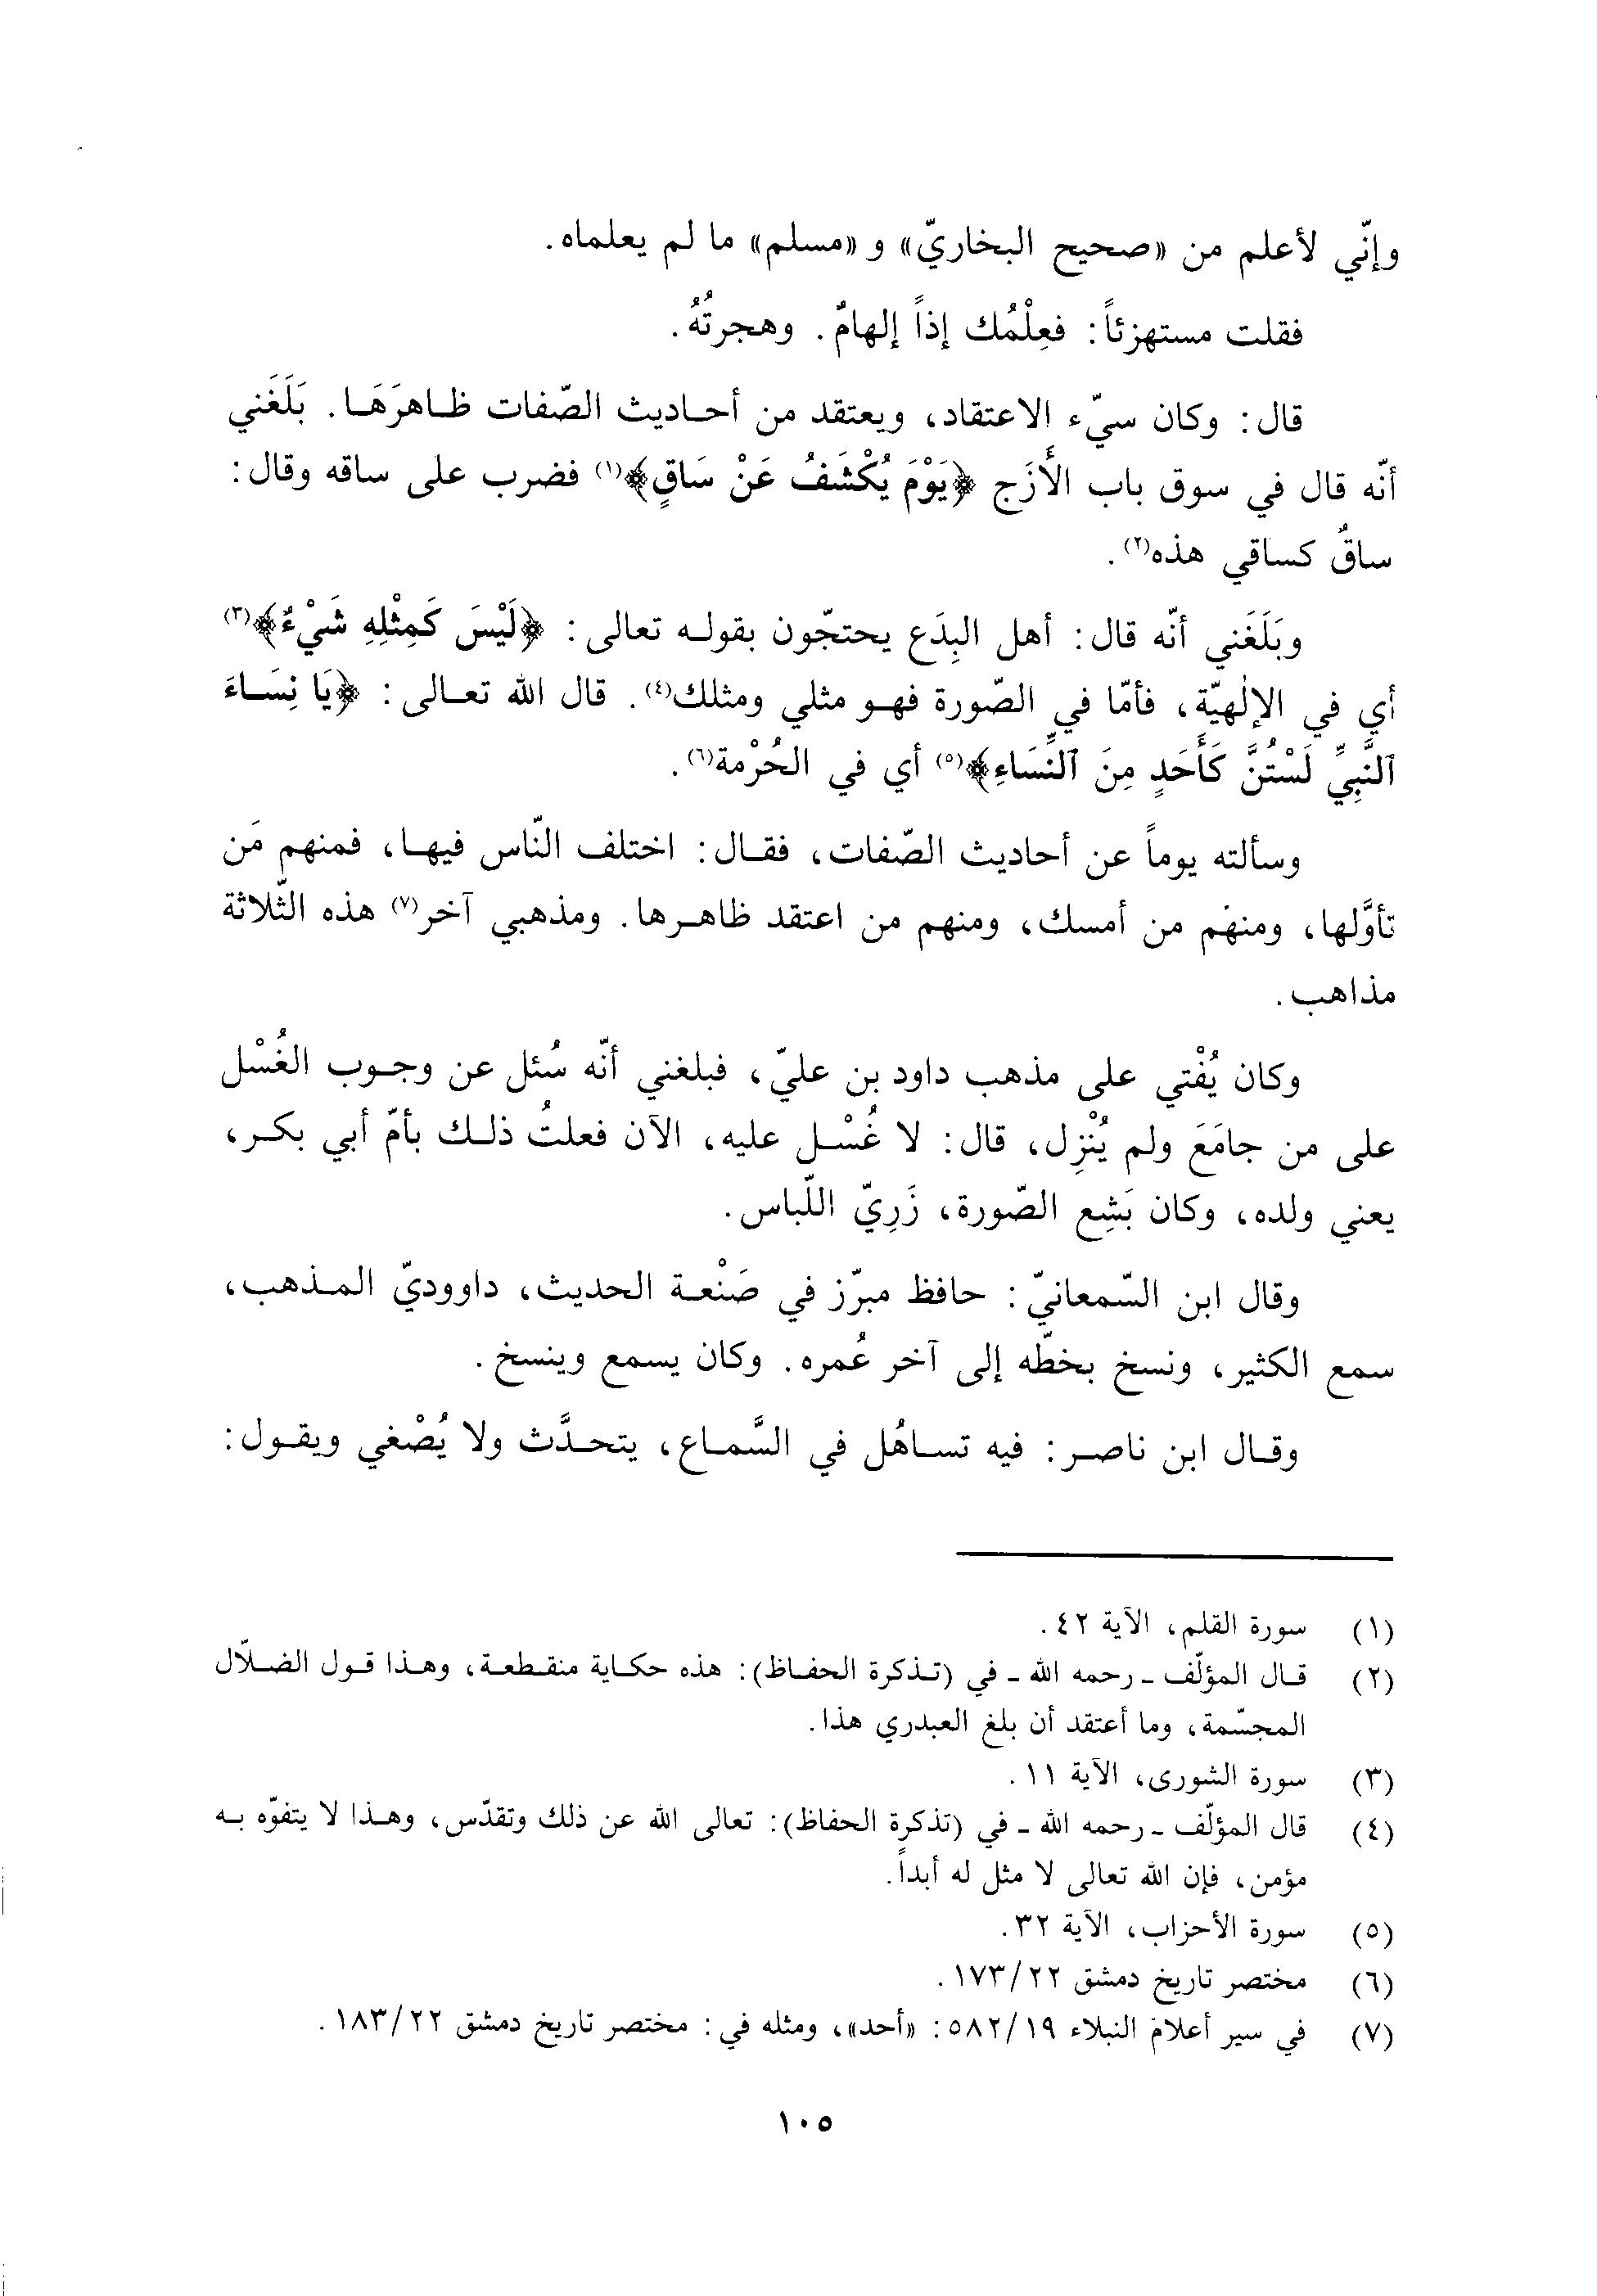 وإنّي لأعلم من «صحيح البخاريّ» و «مسلم» ما لم يعلماه.
فقلت مستهزئاً: فعِلْمُك إذاً إلهامٌ. وهجرتُهُ.
قال: وكان سيّء الاعتقاد، ويعتقد من أحاديث الصّفات ظاهرَهَا. بَلَغَني
أنّه قال في سوق باب الأَزَج ﴿يَوْمَ يُكْشَفُ عَنْ سَاقٍ﴾(١) فضرب على ساقه وقال:
ساقٌ كساقي هذه(٢).
وبَلَغَني أنّه قال: أهل البِدَع يحتجّون بقوله تعالى: ﴿لَيْسَ كَمِثْلِهِ شَيْءٌ﴾(٣)
أي في الإلٰهيّة، فأمّا في الصّورة فهو مثلي ومثلك(٤). قال الله تعالى: ﴿يَا نِسَاءَ
ٱلنَّبِيِّ لَسْتُنَّ كَأَحَدٍ مِنَ ٱلنِّسَاءِ﴾(٥) أي في الحُرْمة(٦).
وسألته يوماً عن أحاديث الصّفات، فقال: اختلف النّاس فيها، فمنهم مَن
تأوَّلها، ومنهم من أمسك، ومنهم من اعتقد ظاهرها. ومذهبي آخر(٧) هذه الثّلاثة
مذاهب.
وكان يُفْتي على مذهب داود بن عليّ، فبلغني أنّه سُئل عن وجوب الغُسْل
على من جامَعَ ولم يُنْزِل، قال: لا غُسْل عليه، الآن فعلتُ ذلك بأمّ أبي بكر،
يعني ولده، وكان بَشِع الصّورة، زَرِيّ اللّباس.
وقال ابن السّمعانيّ: حافظ مبرّز في صَنْعة الحديث، داووديّ المذهب،
سمع الكثير، ونسخ بخطّه إلى آخر عُمره. وكان يسمع وينسخ.
وقال ابن ناصر: فيه تساهُل في السَّماع، يتحدَّث ولا يُصْغي ويقول:
(١) سورة القلم، الآية ٤٢.
(٢) قال المؤلّف ـ رحمه الله ـ في (تذكرة الحفاظ): هذه حكاية منقطعة، وهذا قول الضلّال
المجسّمة، وما أعتقد أن بلغ العبدري هذا.
(٣) سورة الشورى، الآية ١١.
(٤) قال المؤلّف ـ رحمه الله ـ في (تذكرة الحفاظ): تعالى الله عن ذلك وتقدّس، وهذا لا يتفوّه به
مؤمن، فإن الله تعالى لا مثل له أبداً.
(٥) سورة الأحزاب، الآية ٣٢.
(٦) مختصر تاريخ دمشق ١٧٣/٢٢.
(٧) في سير أعلام النبلاء ٥٨٢/١٩: «أحد»، ومثله في: مختصر تاريخ دمشق ١٨٣/٢٢.
١٠٥